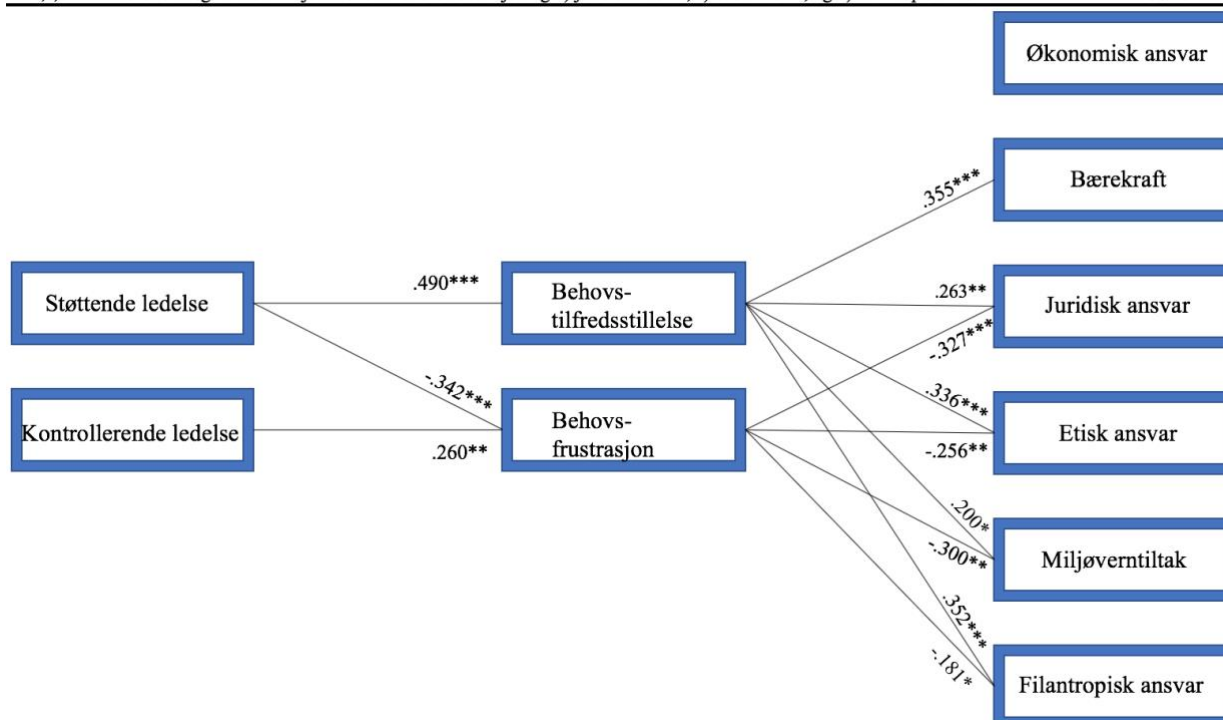 Økonomisk ansvar
Bærekraft
.355***
Støttende ledelse
.490***
Behovs-
tilfredsstillelse
.263**
Juridisk ansvar
-.327***
-.342***
.336***
Kontrollerende ledelse
.260**
Behovs-
frustrasjon
Etisk ansvar
-.256**
.200*
-.300**
Miljøverntiltak
.352***
-.181*
Filantropisk ansvar